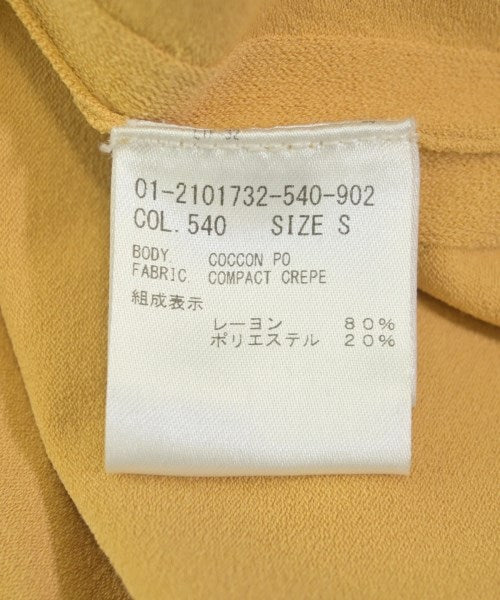 01-2101732-540-902
COL.540 SIZE S
BODY. COCCON PO
FABRIC COMPACT CREPE
組成表示
レーヨン 80%
ポリエステル 20%